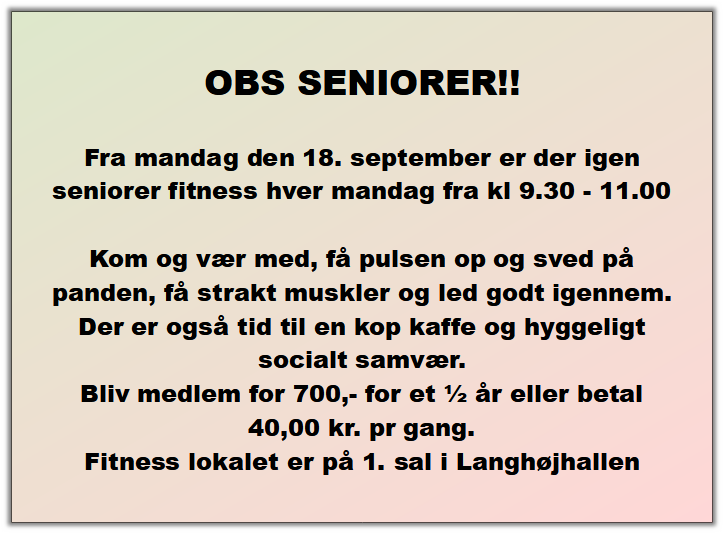 OBS SENIORER!!
Fra mandag den 18. september er der igen
seniorer fitness hver mandag fra kl 9.30 - 11.00
Kom og vær med, få pulsen op og sved på
panden, få strakt muskler og led godt igennem.
Der er også tid til en kop kaffe og hyggeligt
socialt samvær.
Bliv medlem for 700,- for et ½ år eller betal
40,00 kr. pr gang.
Fitness lokalet er på 1. sal i Langhøjhallen